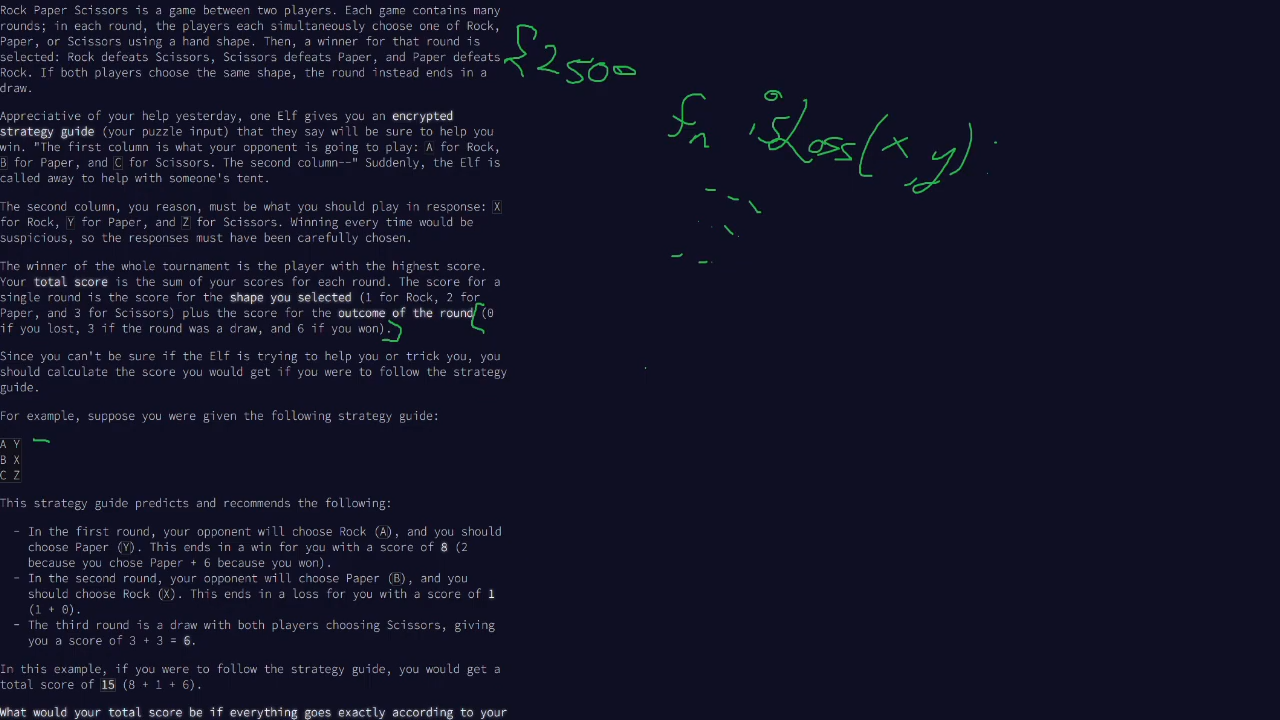 Rock Paper Scissors is a game between two players. Each game contains many
rounds; in each round, the players each simultaneously choose one of Rock,
Paper, or Scissors using a hand shape. Then, a winner for that round is
selected: Rock defeats Scissors, Scissors defeats Paper, and Paper defeats
Rock. If both players choose the same shape, the round instead ends in a
draw.
Appreciative of your help yesterday, one Elf gives you an encrypted
strategy guide (your puzzle input) that they say will be sure to help you
win. "The first column is what your opponent is going to play: A for Rock,
B for Paper, and C for Scissors. The second column--" Suddenly, the Elf is
called away to help with someone's tent.
The second column, you reason, must be what you should play in response: X
for Rock, Y for Paper, and Z for Scissors. Winning every time would be
suspicious, so the responses must have been carefully chosen.
The winner of the whole tournament is the player with the highest score.
Your total score is the sum of your scores for each round. The score for a
single round is the score for the shape you selected (1 for Rock, 2 for
Paper, and 3 for Scissors) plus the score for the outcome of the round (0
if you lost, 3 if the round was a draw, and 6 if you won).
Since you can't be sure if the Elf is trying to help you or trick you, you
should calculate the score you would get if you were to follow the strategy
guide.
For example, suppose you were given the following strategy guide:
A Y
B X
C Z
This strategy guide predicts and recommends the following:
- In the first round, your opponent will choose Rock (A), and you should
choose Paper (Y). This ends in a win for you with a score of 8 (2
because you chose Paper + 6 because you won).
- In the second round, your opponent will choose Paper (B), and you
should choose Rock (X). This ends in a loss for you with a score of 1
(1 + 0).
- The third round is a draw with both players choosing Scissors, giving
you a score of 3 + 3 = 6.
In this example, if you were to follow the strategy guide, you would get a
total score of 15 (8 + 1 + 6).
What would your total score be if everything goes exactly according to your
{2500
fn isLoss(x,y):